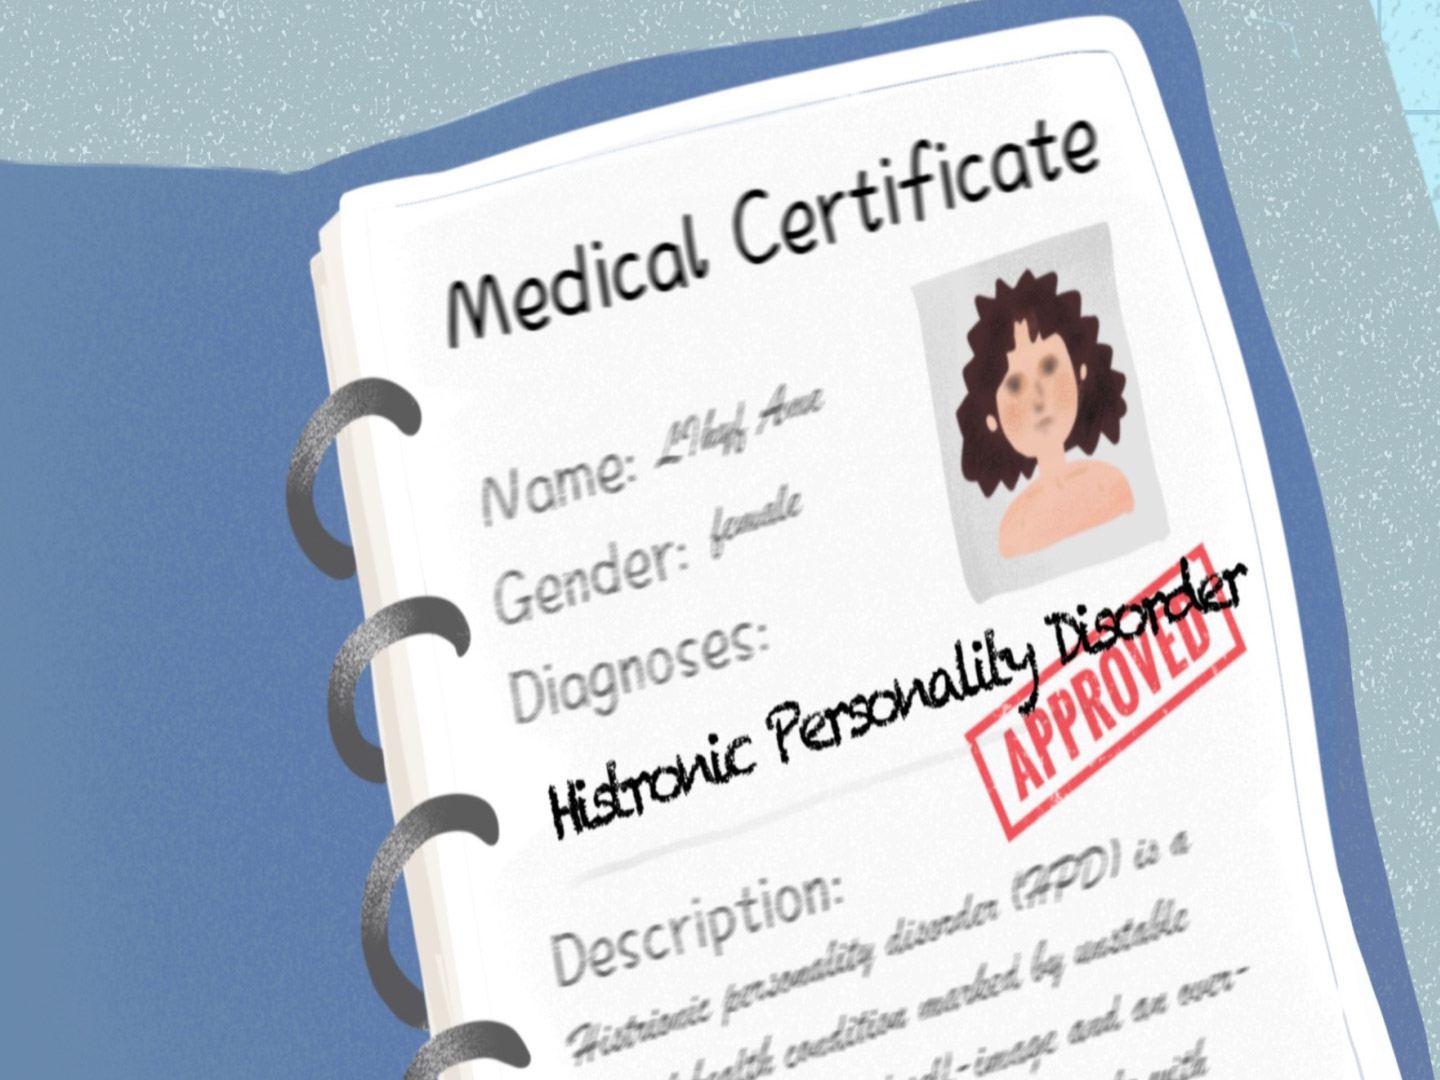 Medical Certificate
Name:
Gender: female
Diagnoses:
Histronic Personality Disorder
APPROVED
Description:
Histrionic personality disorder (HPD) is a
health condition marked by unstable
-image and an over-
with